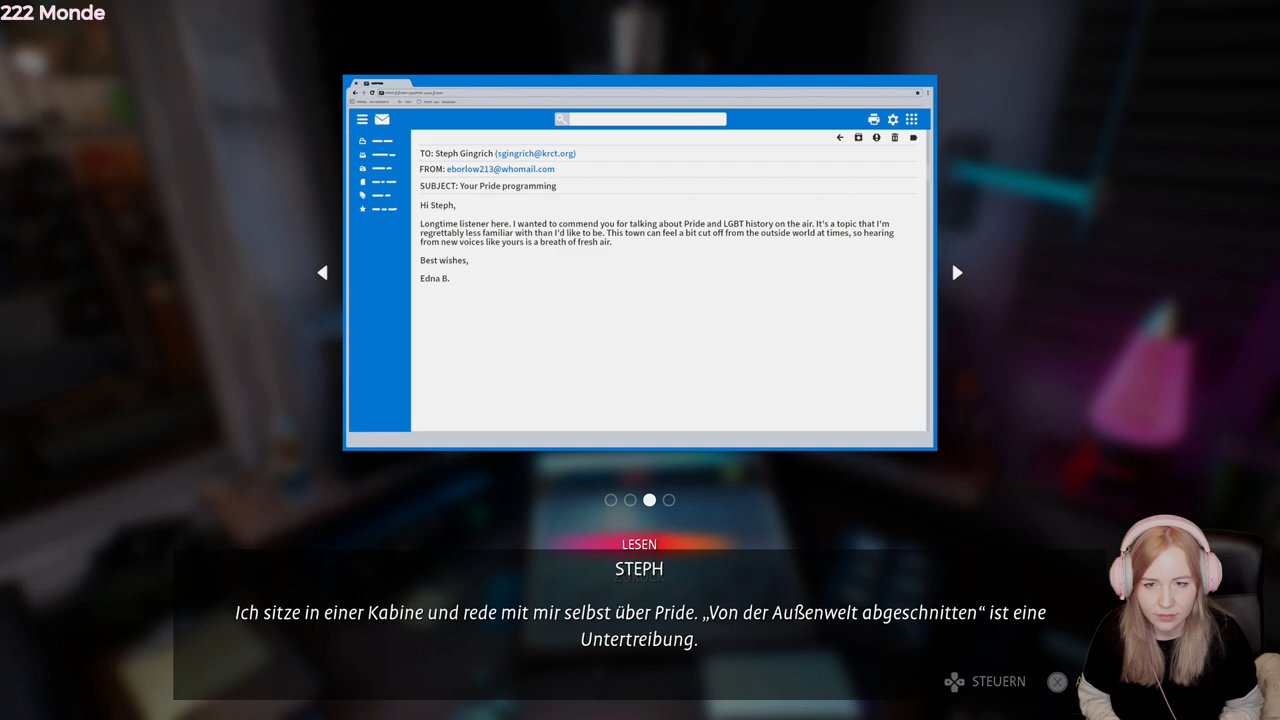 222 Monde
TO: Steph Gingrich (sgingrich@krct.org)
FROM: eborlow213@whomail.com
SUBJECT: Your Pride programming
Hi Steph,
Longtime listener here. I wanted to commend you for talking about Pride and LGBT history on the air. It's a topic that I'm
regrettably less familiar with than I'd like to be. This town can feel a bit cut off from the outside world at times, so hearing
from new voices like yours is a breath of fresh air.
Best wishes,
Edna B.
LESEN
STEPH
Ich sitze in einer Kabine und rede mit mir selbst über Pride. „Von der Außenwelt abgeschnitten“ ist eine
Untertreibung.
STEUERN